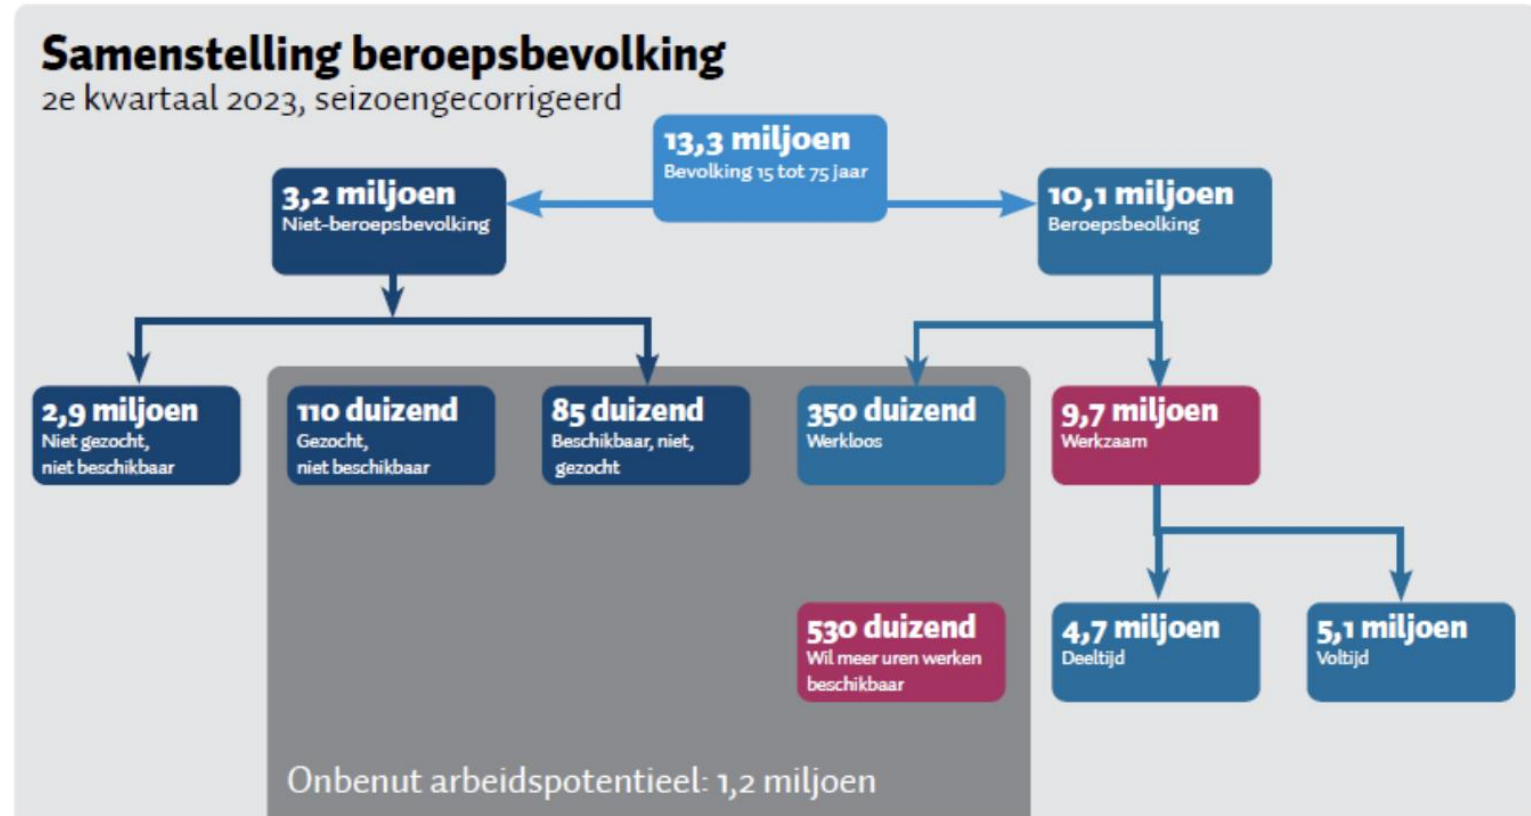 Samenstelling beroepsbevolking
2e kwartaal 2023, seizoengecorrigeerd
13,3 miljoen
Bevolking 15 tot 75 jaar
3,2 miljoen
Niet-beroepsbevolking
10,1 miljoen
Beroepsbeolking
2,9 miljoen
Niet gezocht,
niet beschikbaar
110 duizend
Gezocht,
niet beschikbaar
85 duizend
Beschikbaar, niet,
gezocht
350 duizend
Werkloos
9,7 miljoen
Werkzaam
530 duizend
Wil meer uren werken
beschikbaar
4,7 miljoen
Deeltijd
5,1 miljoen
Voltijd
Onbenut arbeidspotentieel: 1,2 miljoen